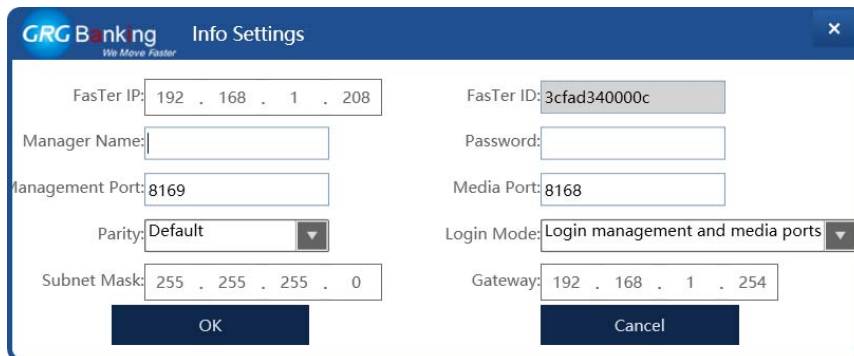 GRG Banking
We Move Faster
Info Settings
×
FasTer IP: 192 . 168 . 1 . 208
FasTer ID: 3cfad340000c
Manager Name:
Password:
Management Port: 8169
Media Port: 8168
Parity: Default
Login Mode: Login management and media ports
Subnet Mask: 255 . 255 . 255 . 0
Gateway: 192 . 168 . 1 . 254
OK
Cancel